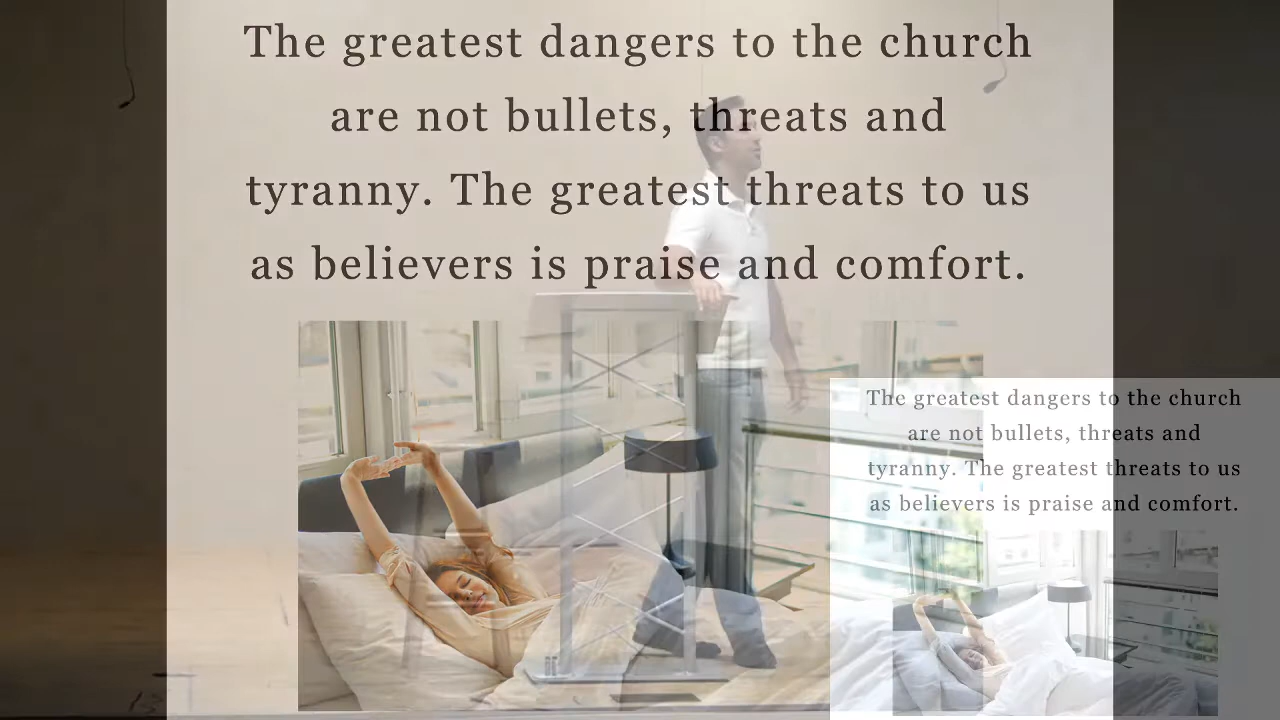 The greatest dangers to the church
are not bullets, threats and
tyranny. The greatest threats to us
as believers is praise and comfort.
The greatest dangers to the church
are not bullets, threats and
tyranny. The greatest threats to us
as believers is praise and comfort.